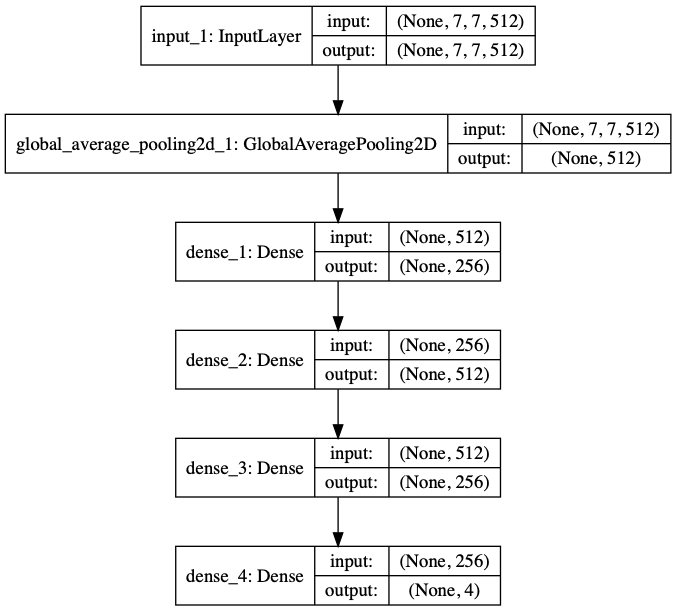 input_1: InputLayer
input: (None, 7, 7, 512)
output: (None, 7, 7, 512)
global_average_pooling2d_1: GlobalAveragePooling2D
input: (None, 7, 7, 512)
output: (None, 512)
dense_1: Dense
input: (None, 512)
output: (None, 256)
dense_2: Dense
input: (None, 256)
output: (None, 512)
dense_3: Dense
input: (None, 512)
output: (None, 256)
dense_4: Dense
input: (None, 256)
output: (None, 4)